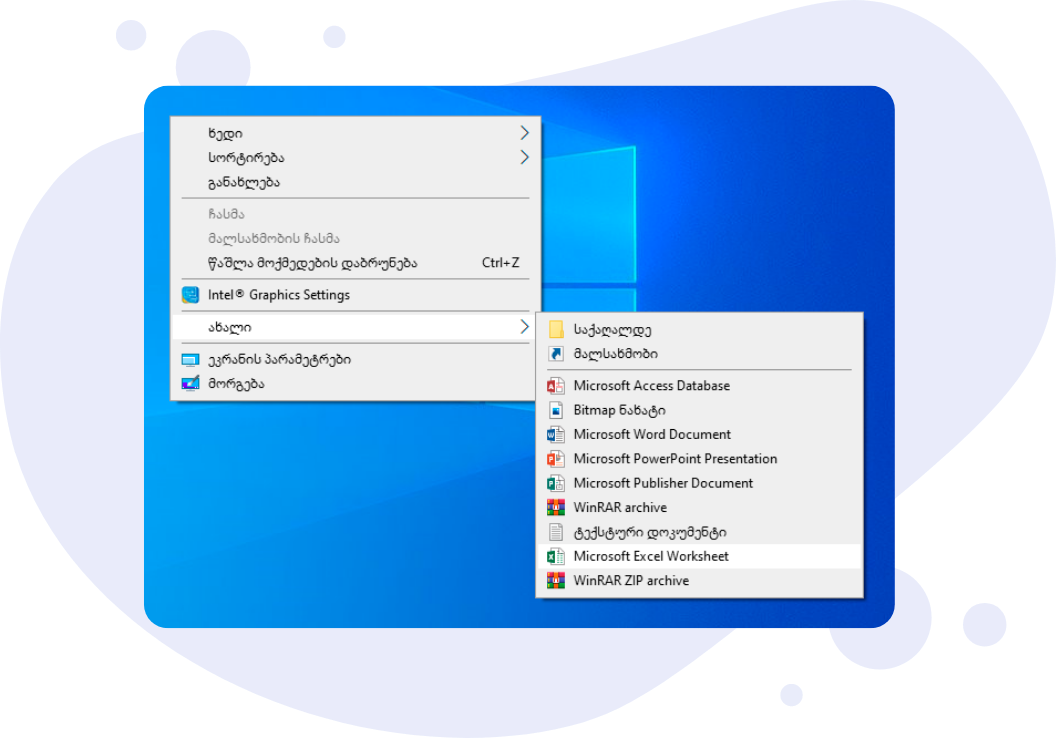 ხედი
სორტირება
განახლება
ჩასმა
მალსახმობის ჩასმა
წაშლა მოქმედების დაბრუნება Ctrl+Z
Intel® Graphics Settings
ახალი
ეკრანის პარამეტრები
მორგება
საქაღალდე
მალსახმობი
Microsoft Access Database
Bitmap ნახატი
Microsoft Word Document
Microsoft PowerPoint Presentation
Microsoft Publisher Document
WinRAR archive
ტექსტური დოკუმენტი
Microsoft Excel Worksheet
WinRAR ZIP archive